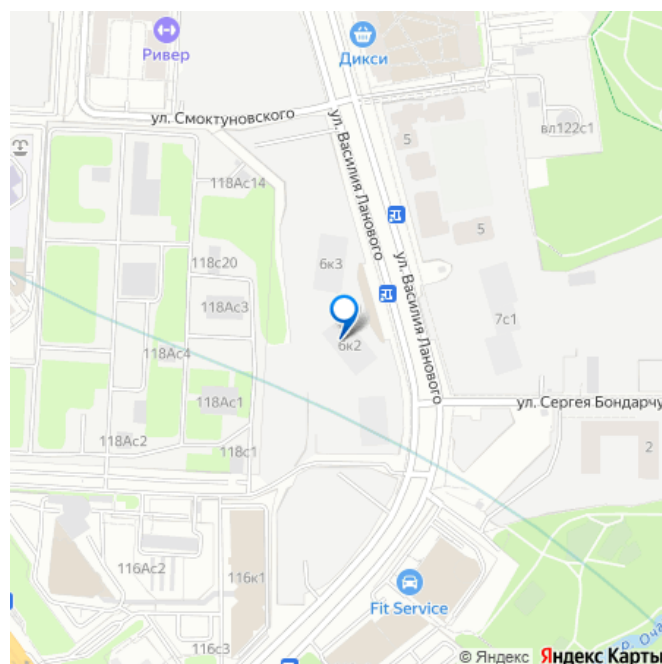 Ривер
Дикси
ул. Смоктуновского
5
вл122с1
118Ас14
ул. Василия Ланового
5
118с20
6к3
ул. Василия Ланового
118Ас3
7с1
6к2
118Ас4
118Ас1
ул. Сергея Бондарчу
118Ас2
118с1
2
116Ас2
116к1
Fit Service
116с3
р. Оча
© Яндекс Яндекс Карты